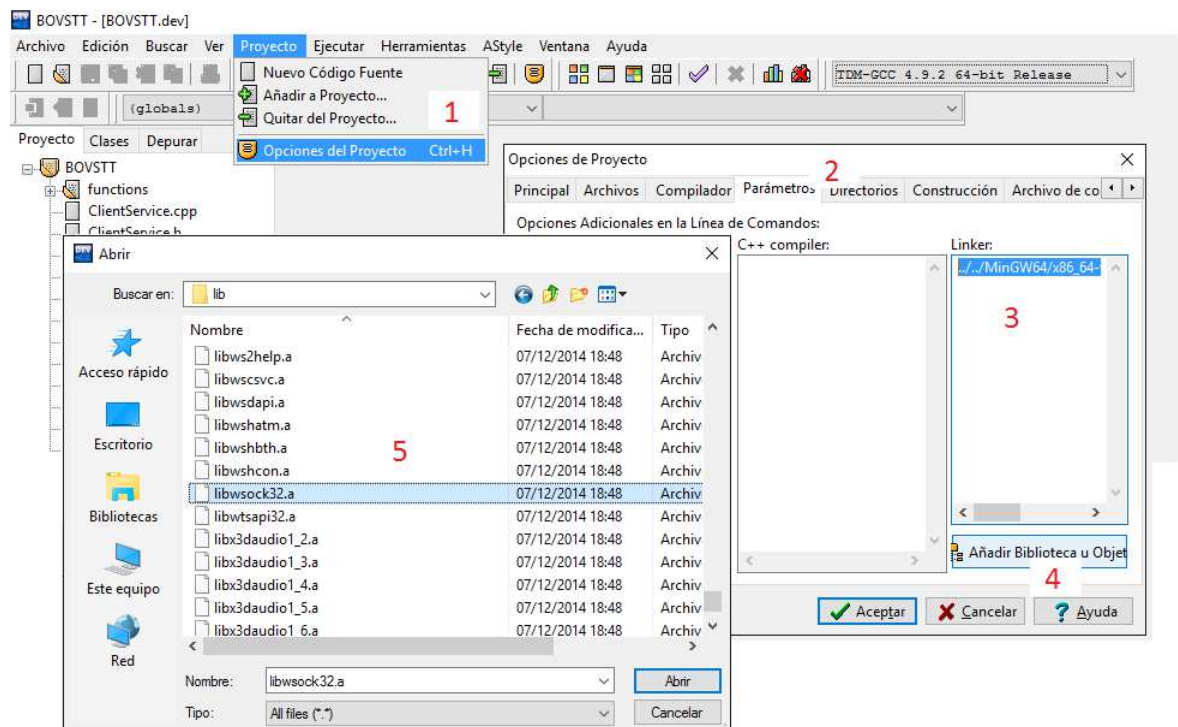 BOVSTT - [BOVSTT.dev]
Archivo Edición Buscar Ver Proyecto Ejecutar Herramientas AStyle Ventana Ayuda
Nuevo Código Fuente
Añadir a Proyecto...
Quitar del Proyecto...
1
Opciones del Proyecto Ctrl+H
TDM-GCC 4.9.2 64-bit Release
(globals)
Proyecto Clases Depurar
BOVSTT
functions
ClientService.cpp
ClientService.h
Opciones de Proyecto
2
Principal Archivos Compilador Parámetros Directorios Construcción Archivo de co
Opciones Adicionales en la Línea de Comandos:
C++ compiler:
Linker:
../../MinGW64/x86_64-
3
Añadir Biblioteca u Objet
4
Aceptar Cancelar Ayuda
Abrir
Buscar en: lib
Acceso rápido
Escritorio
Bibliotecas
Este equipo
Red
Nombre Fecha de modifica... Tipo
libws2help.a 07/12/2014 18:48 Archiv
libwscsvc.a 07/12/2014 18:48 Archiv
libwsdapi.a 07/12/2014 18:48 Archiv
libwshatm.a 07/12/2014 18:48 Archiv
libwshbth.a 07/12/2014 18:48 Archiv
5
libwshcon.a 07/12/2014 18:48 Archiv
libwsock32.a 07/12/2014 18:48 Archiv
libwtsapi32.a 07/12/2014 18:48 Archiv
libx3daudio1_2.a 07/12/2014 18:48 Archiv
libx3daudio1_3.a 07/12/2014 18:48 Archiv
libx3daudio1_4.a 07/12/2014 18:48 Archiv
libx3daudio1_5.a 07/12/2014 18:48 Archiv
libx3daudio1_6.a 07/12/2014 18:48 Archiv
Nombre: libwsock32.a Abrir
Tipo: All files (*.*) Cancelar